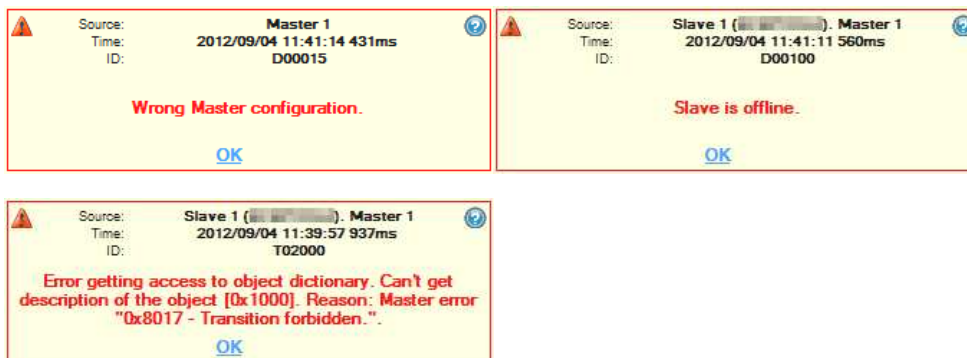 Source: Master 1
Time: 2012/09/04 11:41:14 431ms
ID: D00015
Wrong Master configuration.
OK
Source: Slave 1 ( ). Master 1
Time: 2012/09/04 11:41:11 560ms
ID: D00100
Slave is offline.
OK
Source: Slave 1 ( ). Master 1
Time: 2012/09/04 11:39:57 937ms
ID: T02000
Error getting access to object dictionary. Can't get
description of the object [0x1000]. Reason: Master error
"0x8017 - Transition forbidden.".
OK